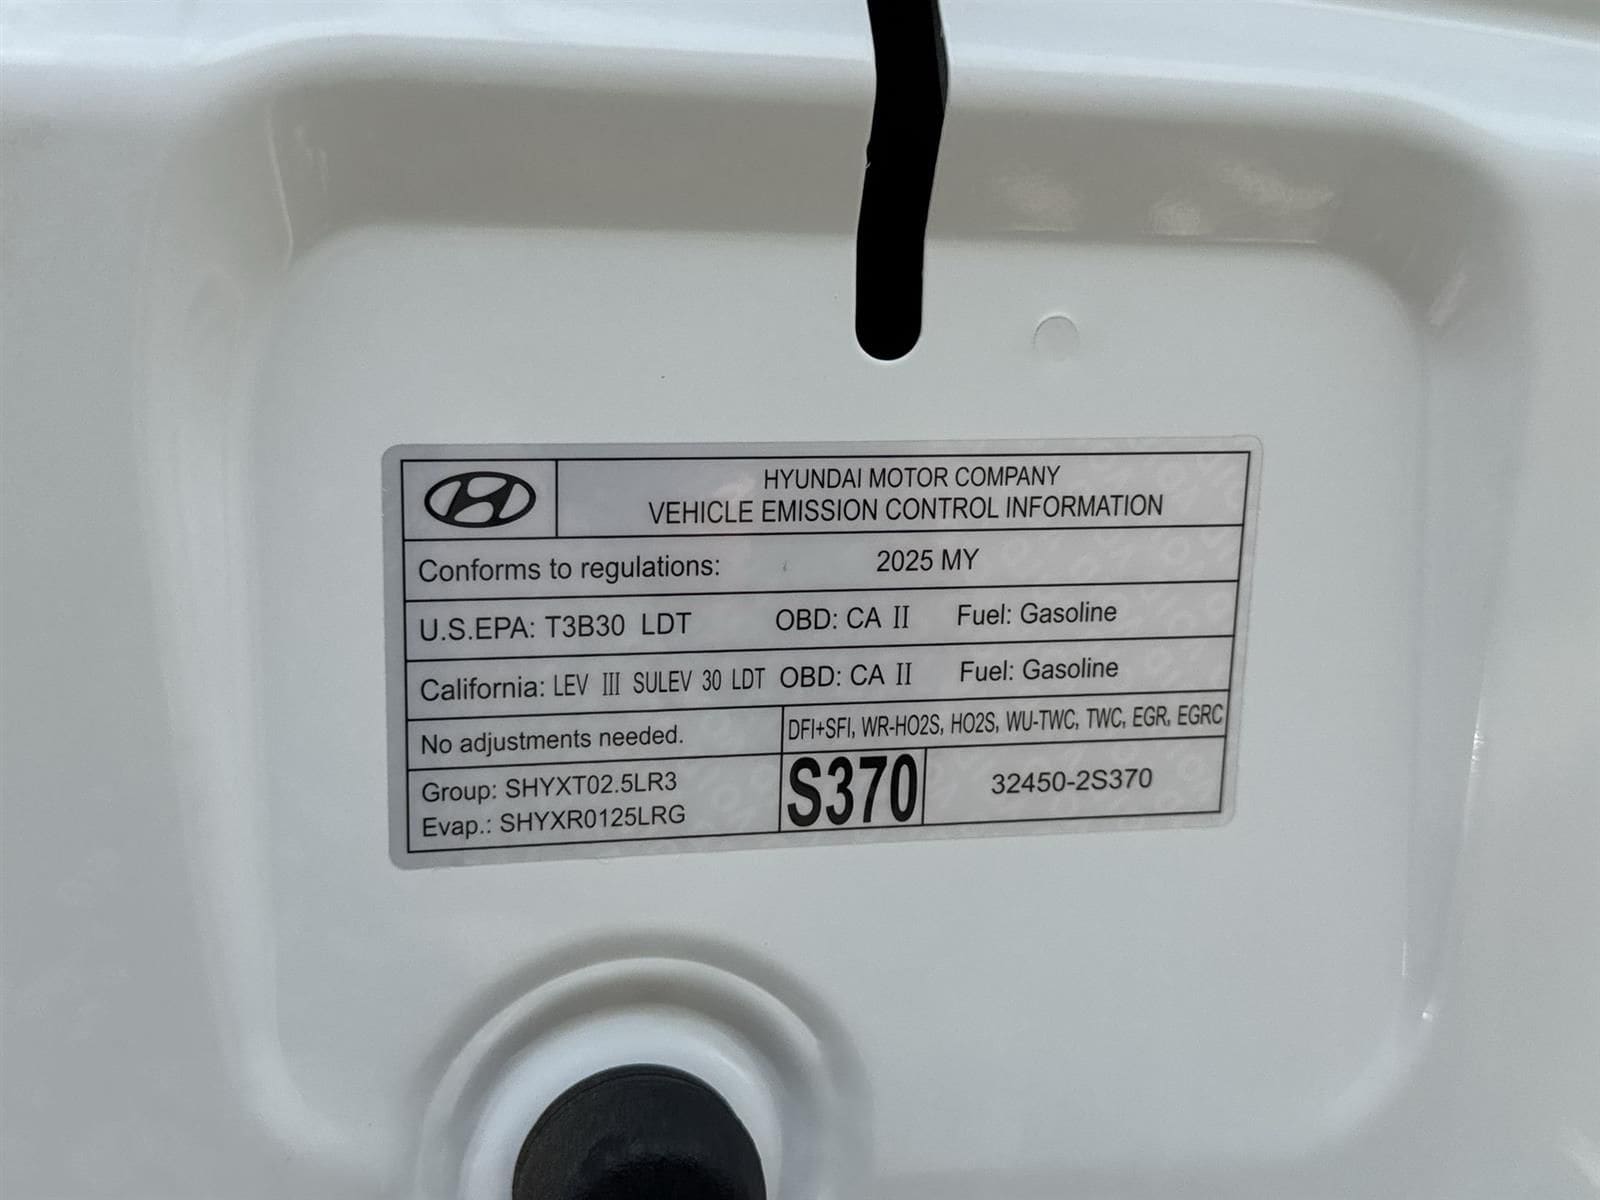 HYUNDAI MOTOR COMPANY
VEHICLE EMISSION CONTROL INFORMATION
Conforms to regulations: 2025 MY
U.S.EPA: T3B30 LDT OBD: CA II Fuel: Gasoline
California: LEV III SULEV 30 LDT OBD: CA II Fuel: Gasoline
No adjustments needed. DFI+SFI, WR-HO2S, HO2S, WU-TWC, TWC, EGR, EGRC
Group: SHYXT02.5LR3
Evap.: SHYXR0125LRG
S370 32450-2S370